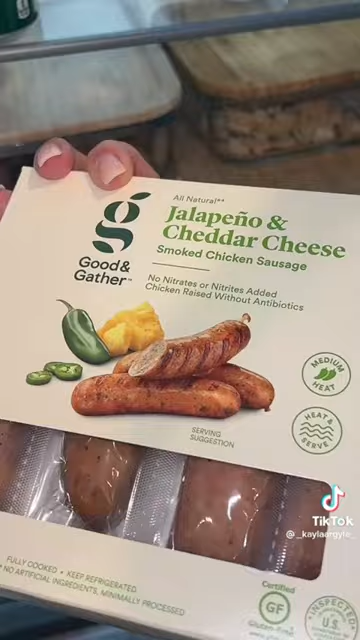 All Natural**
Jalapeño &
Cheddar Cheese
Smoked Chicken Sausage
g
Good&
Gather™
No Nitrates or Nitrites Added
Chicken Raised Without Antibiotics
MEDIUM
HEAT
HEAT &
SERVE
SERVING
SUGGESTION
TikTok
@_kaylaargyle_
FULLY COOKED • KEEP REFRIGERATED
NO ARTIFICIAL INGREDIENTS, MINIMALLY PROCESSED
Certified
GF
INSPECTED
U.S.